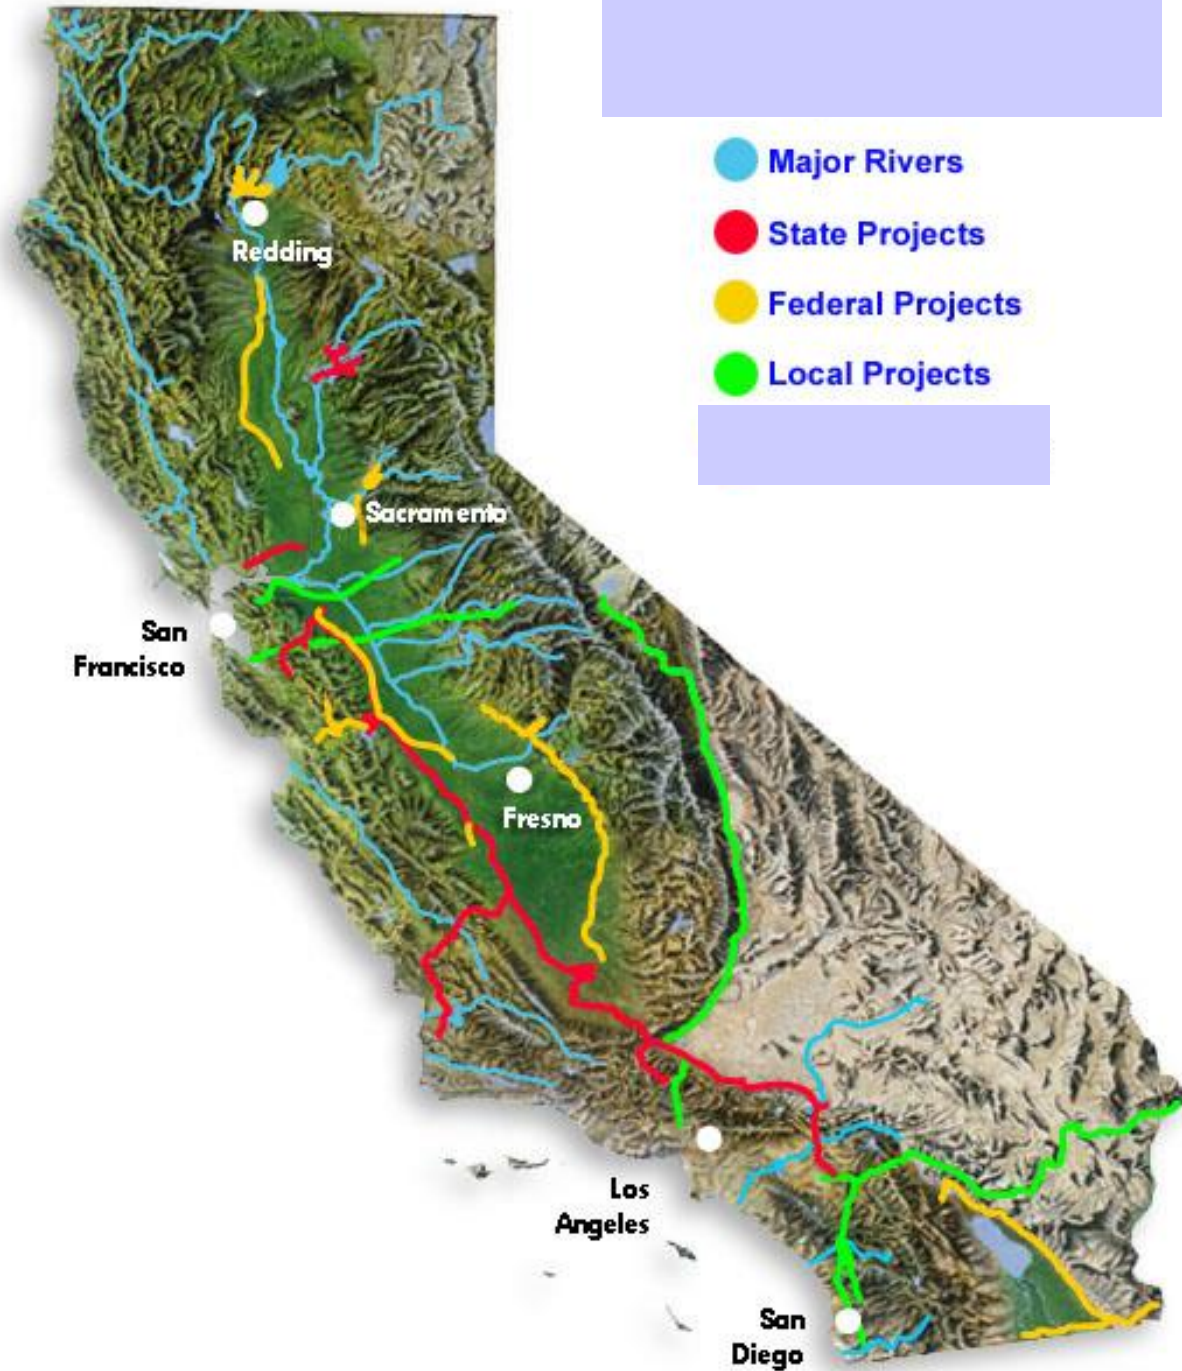 Major Rivers
State Projects
Federal Projects
Local Projects
Redding
Sacramento
San
Francisco
Fresno
Los
Angeles
San
Diego